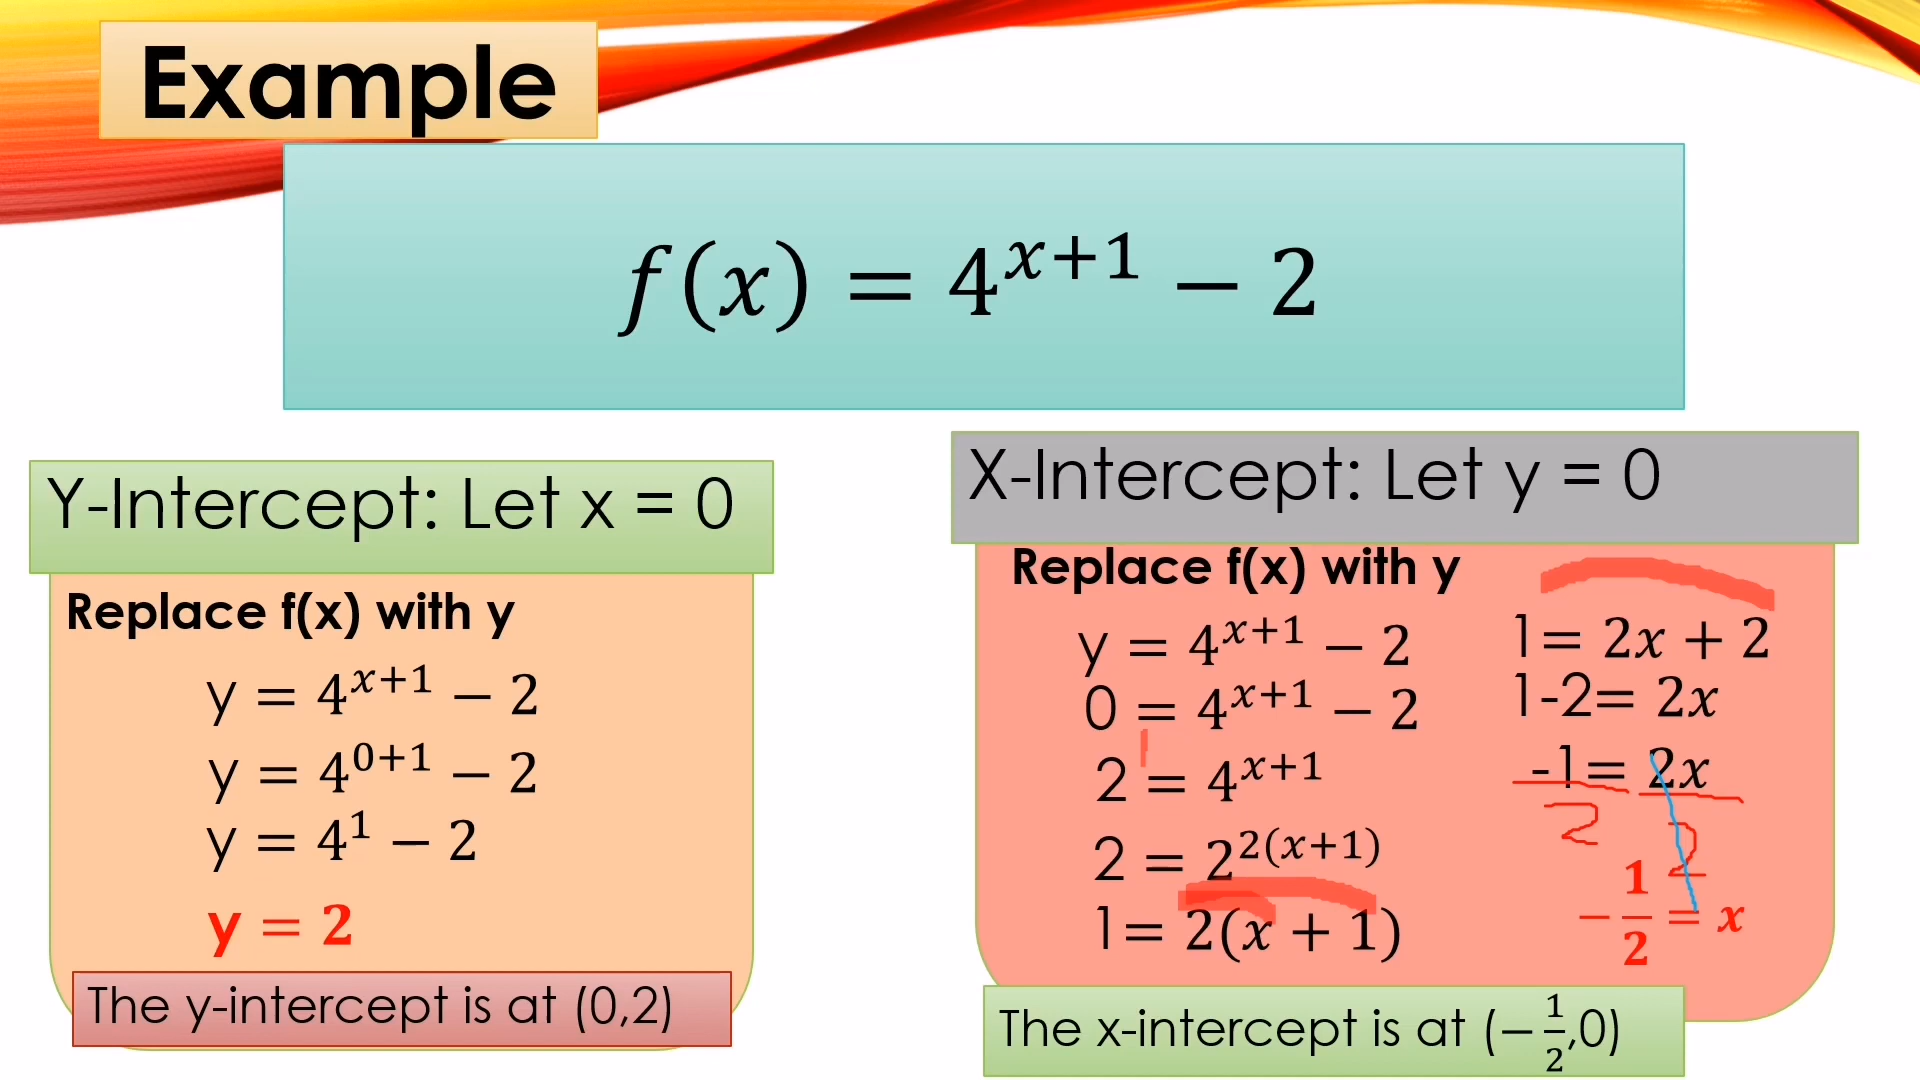 Example
f(x) = 4^{x+1} − 2
Y-Intercept: Let x = 0
Replace f(x) with y
y = 4^{x+1} − 2
y = 4^{0+1} − 2
y = 4^1 − 2
y = 2
The y-intercept is at (0,2)
X-Intercept: Let y = 0
Replace f(x) with y
y = 4^{x+1} − 2
0 = 4^{x+1} − 2
1
2 = 4^{x+1}
2 = 2^{2(x+1)}
1= 2(x + 1)
1= 2x + 2
1-2= 2x
-1= 2x
2 2
−1/2 = x
The x-intercept is at (−1/2,0)